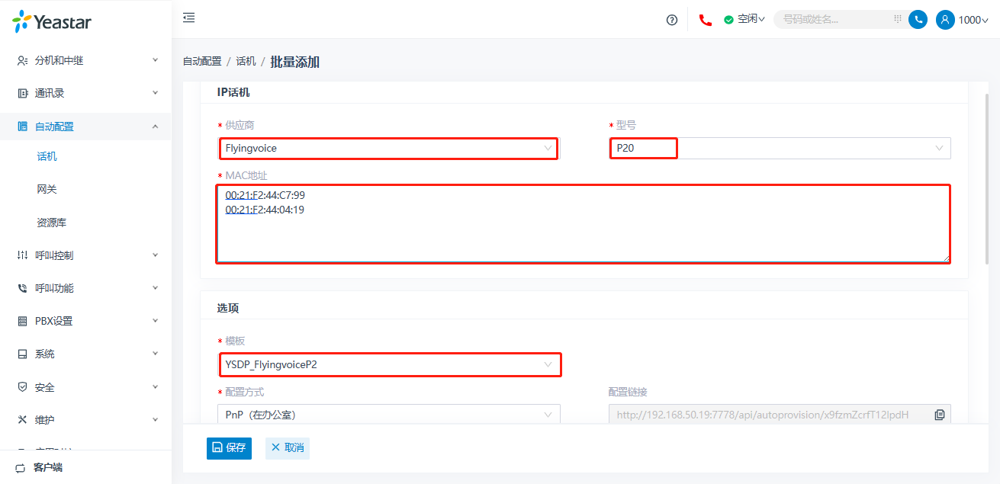 Yeastar
空闲
号码或姓名...
1000
分机和中继
通讯录
自动配置
话机
网关
资源库
呼叫控制
呼叫功能
PBX设置
系统
安全
维护
客户端
自动配置 / 话机 / 批量添加
IP话机
* 供应商
* 型号
Flyingvoice
P20
* MAC地址
00:21:F2:44:C7:99
00:21:F2:44:04:19
选项
* 模板
YSDP_FlyingvoiceP2
* 配置方式
配置链接
PnP（在办公室）
http://192.168.50.19:7778/api/autoprovision/x9fzmZcrfT12lpdH
保存
取消